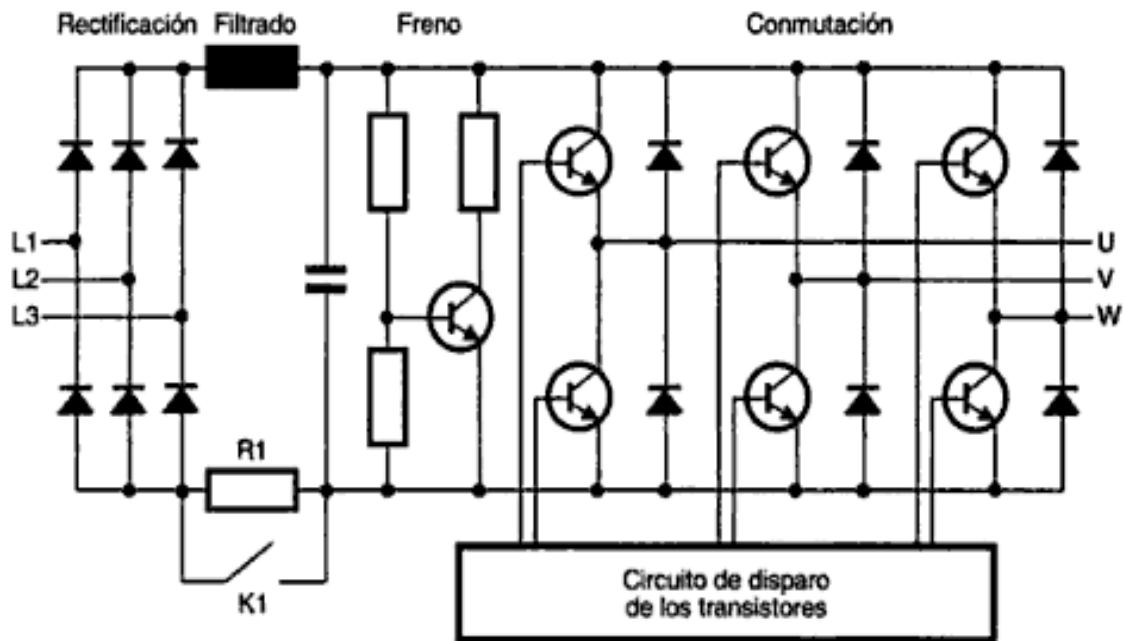 Rectificación Filtrado Freno Conmutación
L1
L2
L3
U
V
W
R1
K1
Circuito de disparo
de los transistores